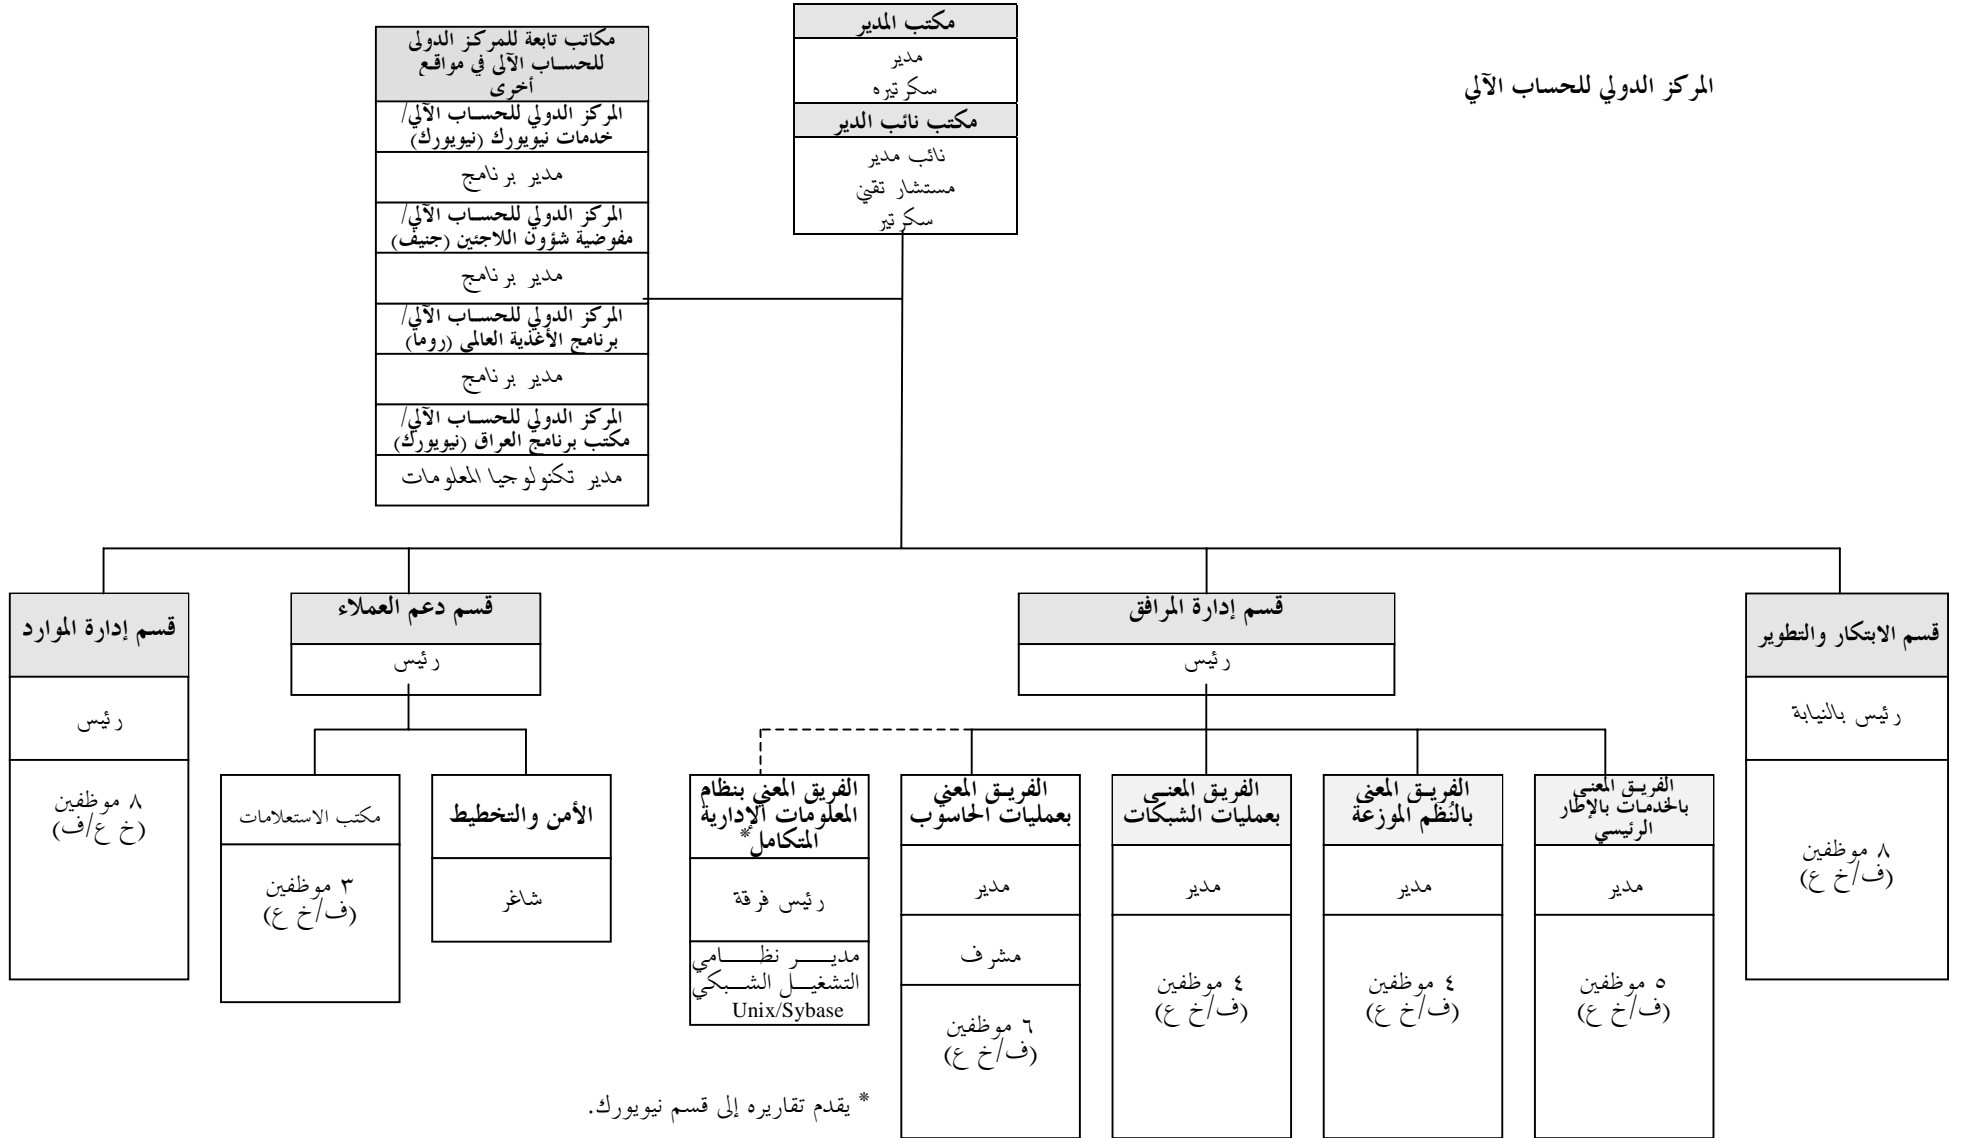 المركز الدولي للحساب الآلي
مكتب المدير
مدير
سكرتيره
مكتب نائب الدير
نائب مدير
مستشار تقني
سكرتير
مكاتب تابعة للمركز الدولى
للحساب الآلى في مواقع
أخرى
المركز الدولي للحساب الآلي/
خدمات نيويورك (نيويورك)
مدير برنامج
المركز الدولي للحساب الآلي/
مفوضية شؤون اللاجئين (جنيف)
مدير برنامج
المركز الدولي للحساب الآلي/
برنامج الأغذية العالمى (روما)
مدير برنامج
المركز الدولي للحساب الآلي/
مكتب برنامج العراق (نيويورك)
مدير تكنولوجيا المعلومات
قسم الابتكار والتطوير
رئيس بالنيابة
٨ موظفين
(ف/خ ع)
قسم إدارة المرافق
رئيس
الفريق المعنى
بالخدمات بالإطار
الرئيسي
مدير
٥ موظفين
(ف/خ ع)
الفريق المعنى
بالنُظم الموزعة
مدير
٤ موظفين
(ف/خ ع)
الفريق المعنى
بعمليات الشبكات
مدير
٤ موظفين
(ف/خ ع)
الفريق المعني
بعمليات الحاسوب
مدير
مشرف
٦ موظفين
(ف/خ ع)
الفريق المعني بنظام
المعلومات الإدارية
المتكامل*
رئيس فرقة
مدير نظامي
التشغيل الشبكي
Unix/Sybase
قسم دعم العملاء
رئيس
الأمن والتخطيط
شاغر
مكتب الاستعلامات
٣ موظفين
(ف/خ ع)
قسم إدارة الموارد
رئيس
٨ موظفين
(خ ع/ف)
* يقدم تقاريره إلى قسم نيويورك.